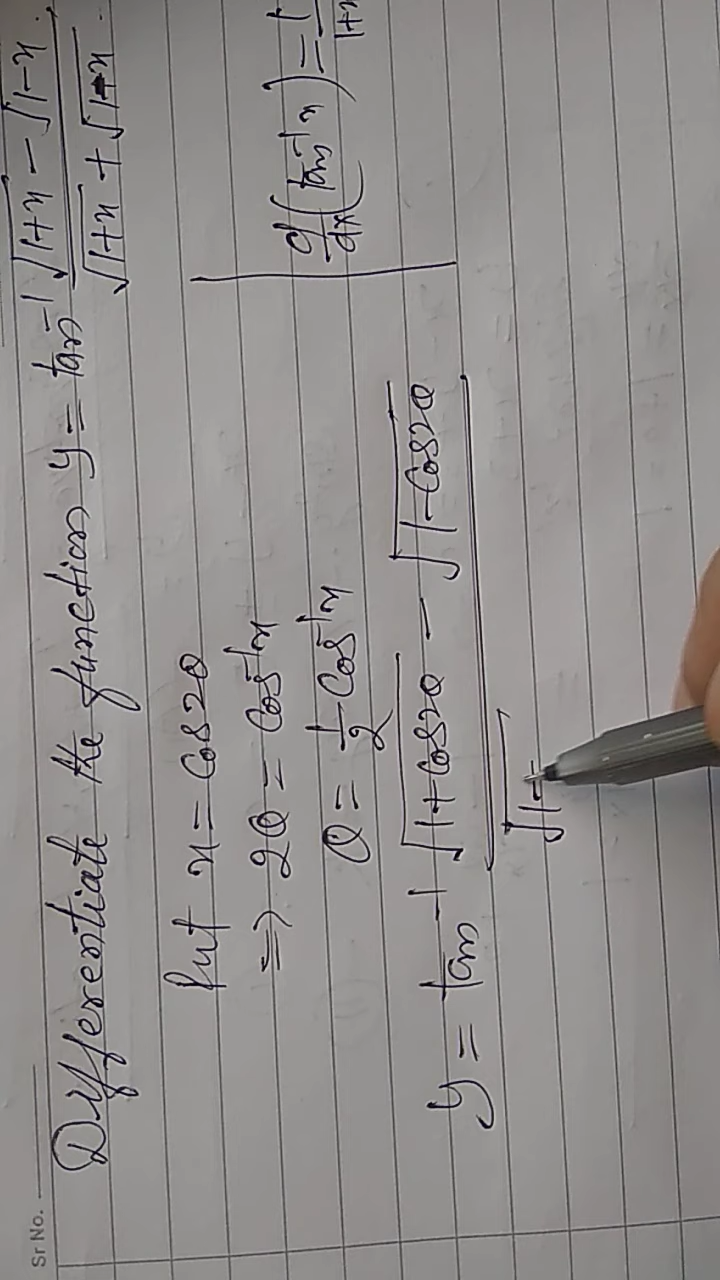 Sr No.
Differentiate the function y = tan⁻¹ (√(1+x) − √(1−x)) / (√(1+x) + √(1−x)).
Put x = cos2θ
⇒ 2θ = cos⁻¹x
θ = 1/2 cos⁻¹x
d/dx (tan⁻¹x) = 1/1+x
y = tan⁻¹ (√(1+cos2θ) − √(1−cos2θ)) / √1+